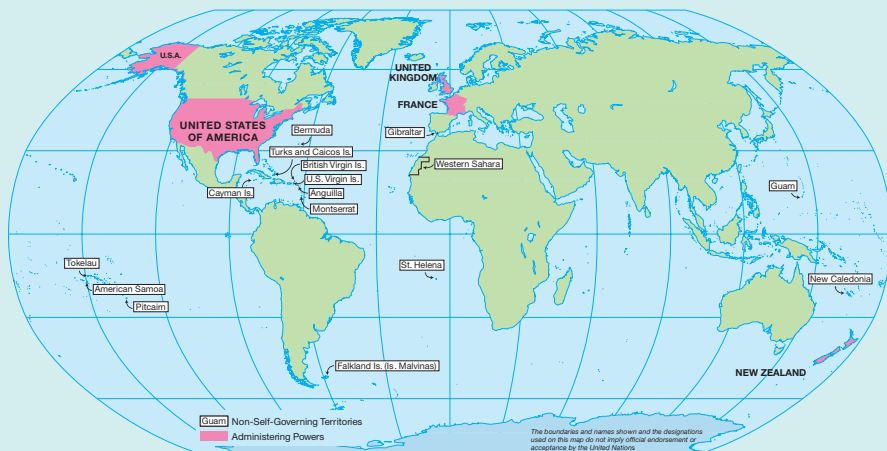 U.S.A.
UNITED
KINGDOM
FRANCE
UNITED STATES
OF AMERICA
Bermuda
Gibraltar
Turks and Caicos Is.
British Virgin Is.
Western Sahara
U.S. Virgin Is.
Cayman Is.
Anguilla
Guam
Montserrat
Tokelau
St. Helena
American Samoa
New Caledonia
Pitcairn
Falkland Is. (Is. Malvinas)
NEW ZEALAND
Guam Non-Self-Governing Territories
Administering Powers
The boundaries and names shown and the designations
used on this map do not imply official endorsement or
acceptance by the United Nations